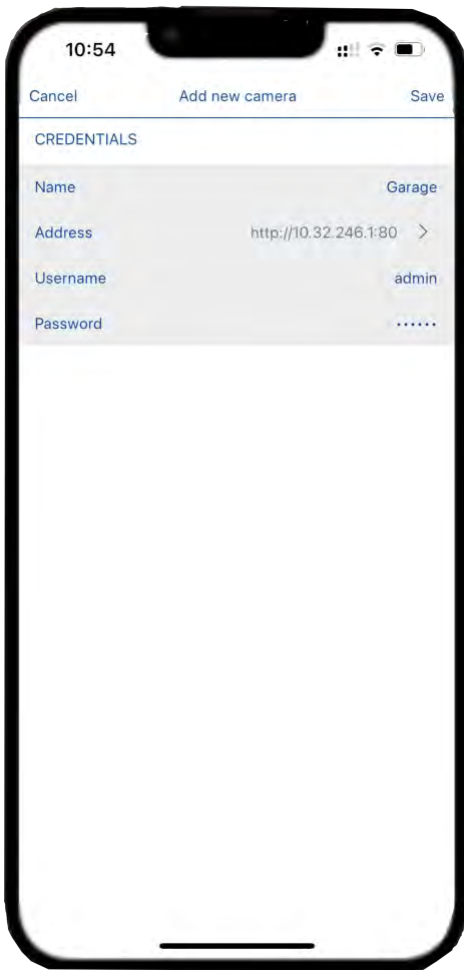 10:54
Cancel Add new camera Save
CREDENTIALS
Name Garage
Address http://10.32.246.1:80 >
Username admin
Password ······